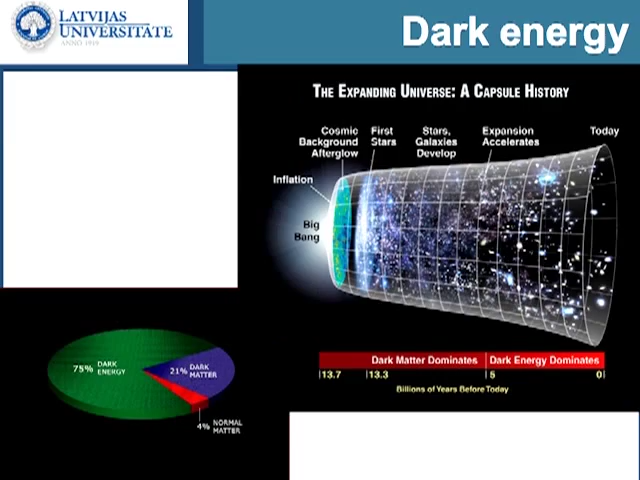 LATVIJAS
UNIVERSITATE
ANNO 1919
Dark energy
THE EXPANDING UNIVERSE: A CAPSULE HISTORY
Cosmic
Background
Afterglow
First
Stars
Stars,
Galaxies
Develop
Expansion
Accelerates
Today
Inflation
Big
Bang
Dark Matter Dominates
Dark Energy Dominates
13.7
13.3
5
0
Billions of Years Before Today
75% DARK
ENERGY
21% DARK
MATTER
4% NORMAL
MATTER